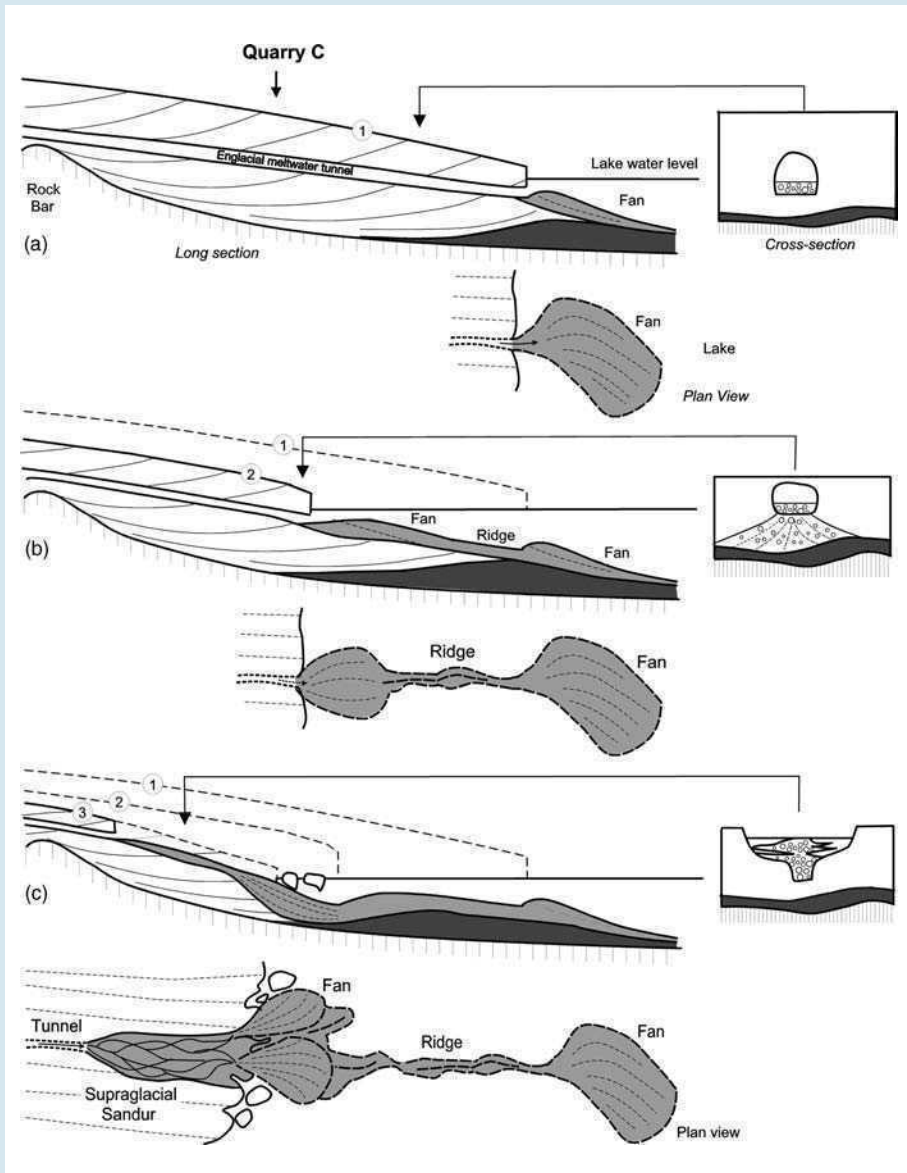 Quarry C
1
Englacial meltwater tunnel
Lake water level
Rock
Bar
Fan
(a)
Long section
Cross-section
Fan
Lake
Plan View
1
2
Fan
Ridge
Fan
(b)
Ridge
Fan
1
2
3
(c)
Fan
Tunnel
Ridge
Fan
Supraglacial
Sandur
Plan view